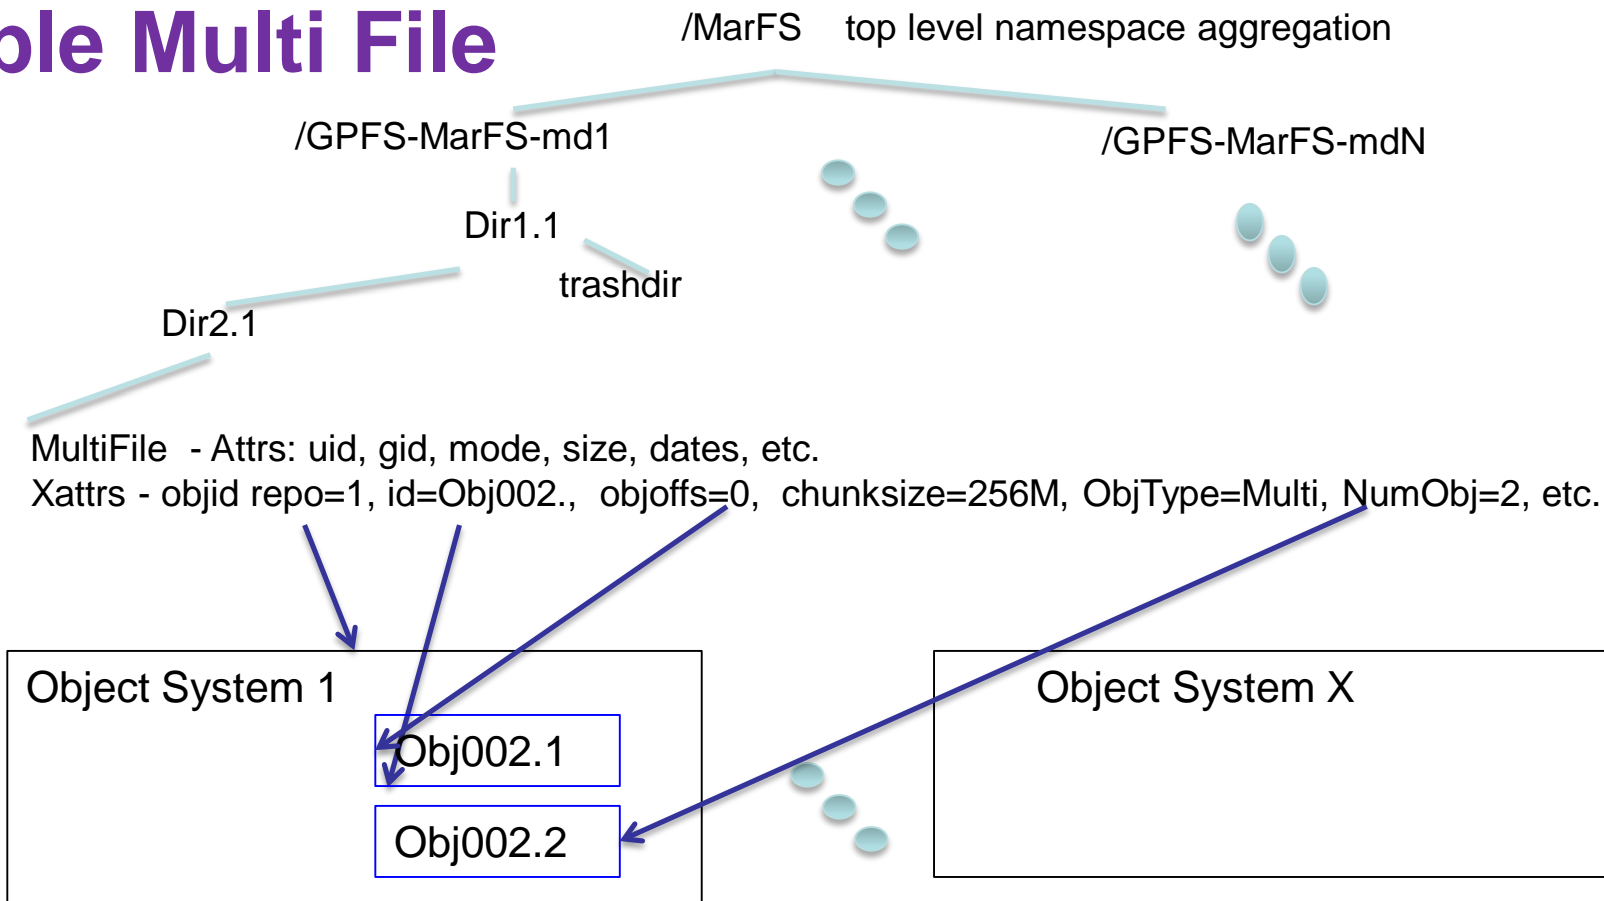 ple Multi File
/MarFS top level namespace aggregation
/GPFS-MarFS-md1
/GPFS-MarFS-mdN
Dir1.1
trashdir
Dir2.1
MultiFile - Attrs: uid, gid, mode, size, dates, etc.
Xattrs - objid repo=1, id=Obj002., objoffs=0, chunksize=256M, ObjType=Multi, NumObj=2, etc.
Object System 1
Object System X
Obj002.1
Obj002.2